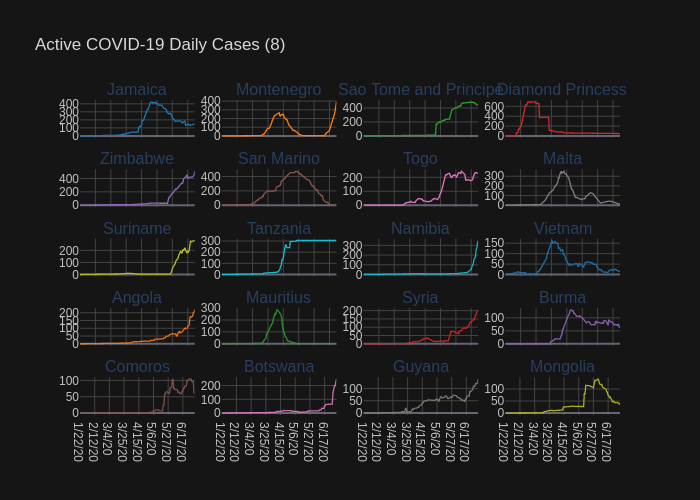 Active COVID-19 Daily Cases (8)
Jamaica Montenegro Sao Tome and Principe Diamond Princess
400 300 200 100 0 400 300 200 100 0 400 200 0 600 400 200 0
Zimbabwe San Marino Togo Malta
400 200 0 400 200 0 200 100 0 300 200 100 0
Suriname Tanzania Namibia Vietnam
200 100 0 300 200 100 0 300 200 100 0 150 100 50 0
Angola Mauritius Syria Burma
200 150 100 50 0 300 200 100 0 200 150 100 50 0 100 50 0
Comoros Botswana Guyana Mongolia
100 50 0 200 100 0 100 50 0 100 50 0
1/22/20 2/12/20 3/4/20 3/25/20 4/15/20 5/6/20 5/27/20 6/17/20 1/22/20 2/12/20 3/4/20 3/25/20 4/15/20 5/6/20 5/27/20 6/17/20 1/22/20 2/12/20 3/4/20 3/25/20 4/15/20 5/6/20 5/27/20 6/17/20 1/22/20 2/12/20 3/4/20 3/25/20 4/15/20 5/6/20 5/27/20 6/17/20